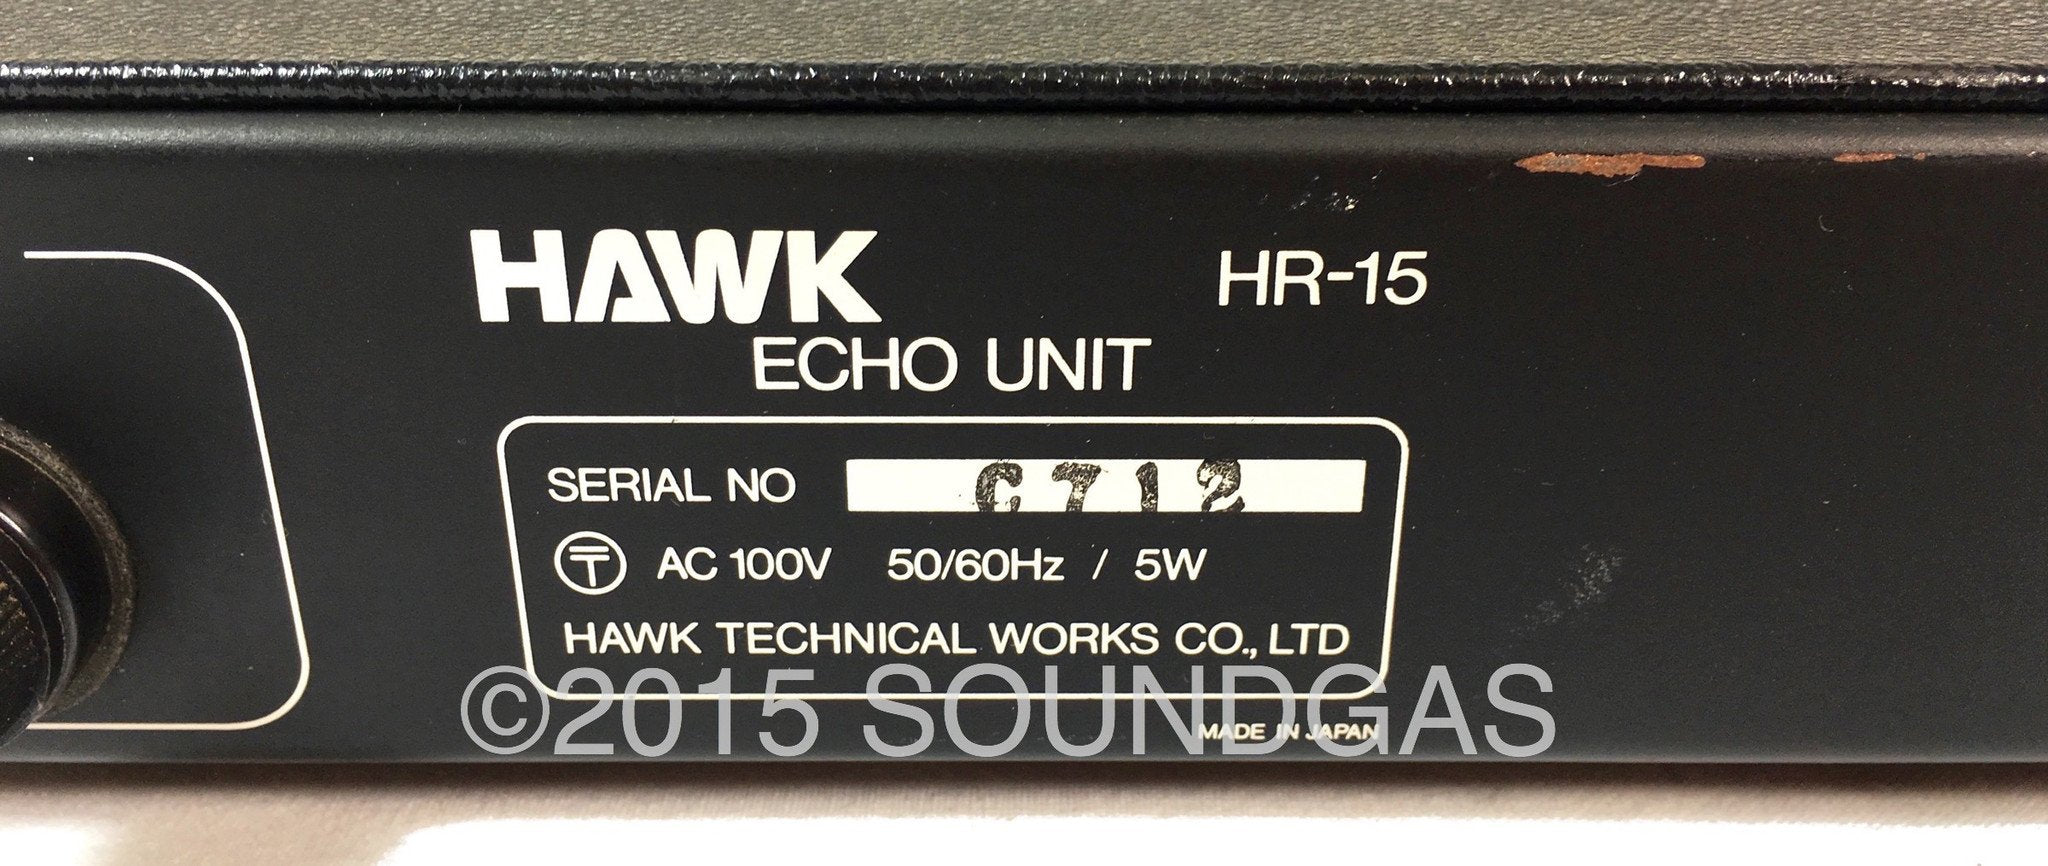 HAWK HR-15
ECHO UNIT
SERIAL NO C712
AC 100V 50/60Hz / 5W
HAWK TECHNICAL WORKS CO., LTD
©2015 SOUNDGAS
MADE IN JAPAN